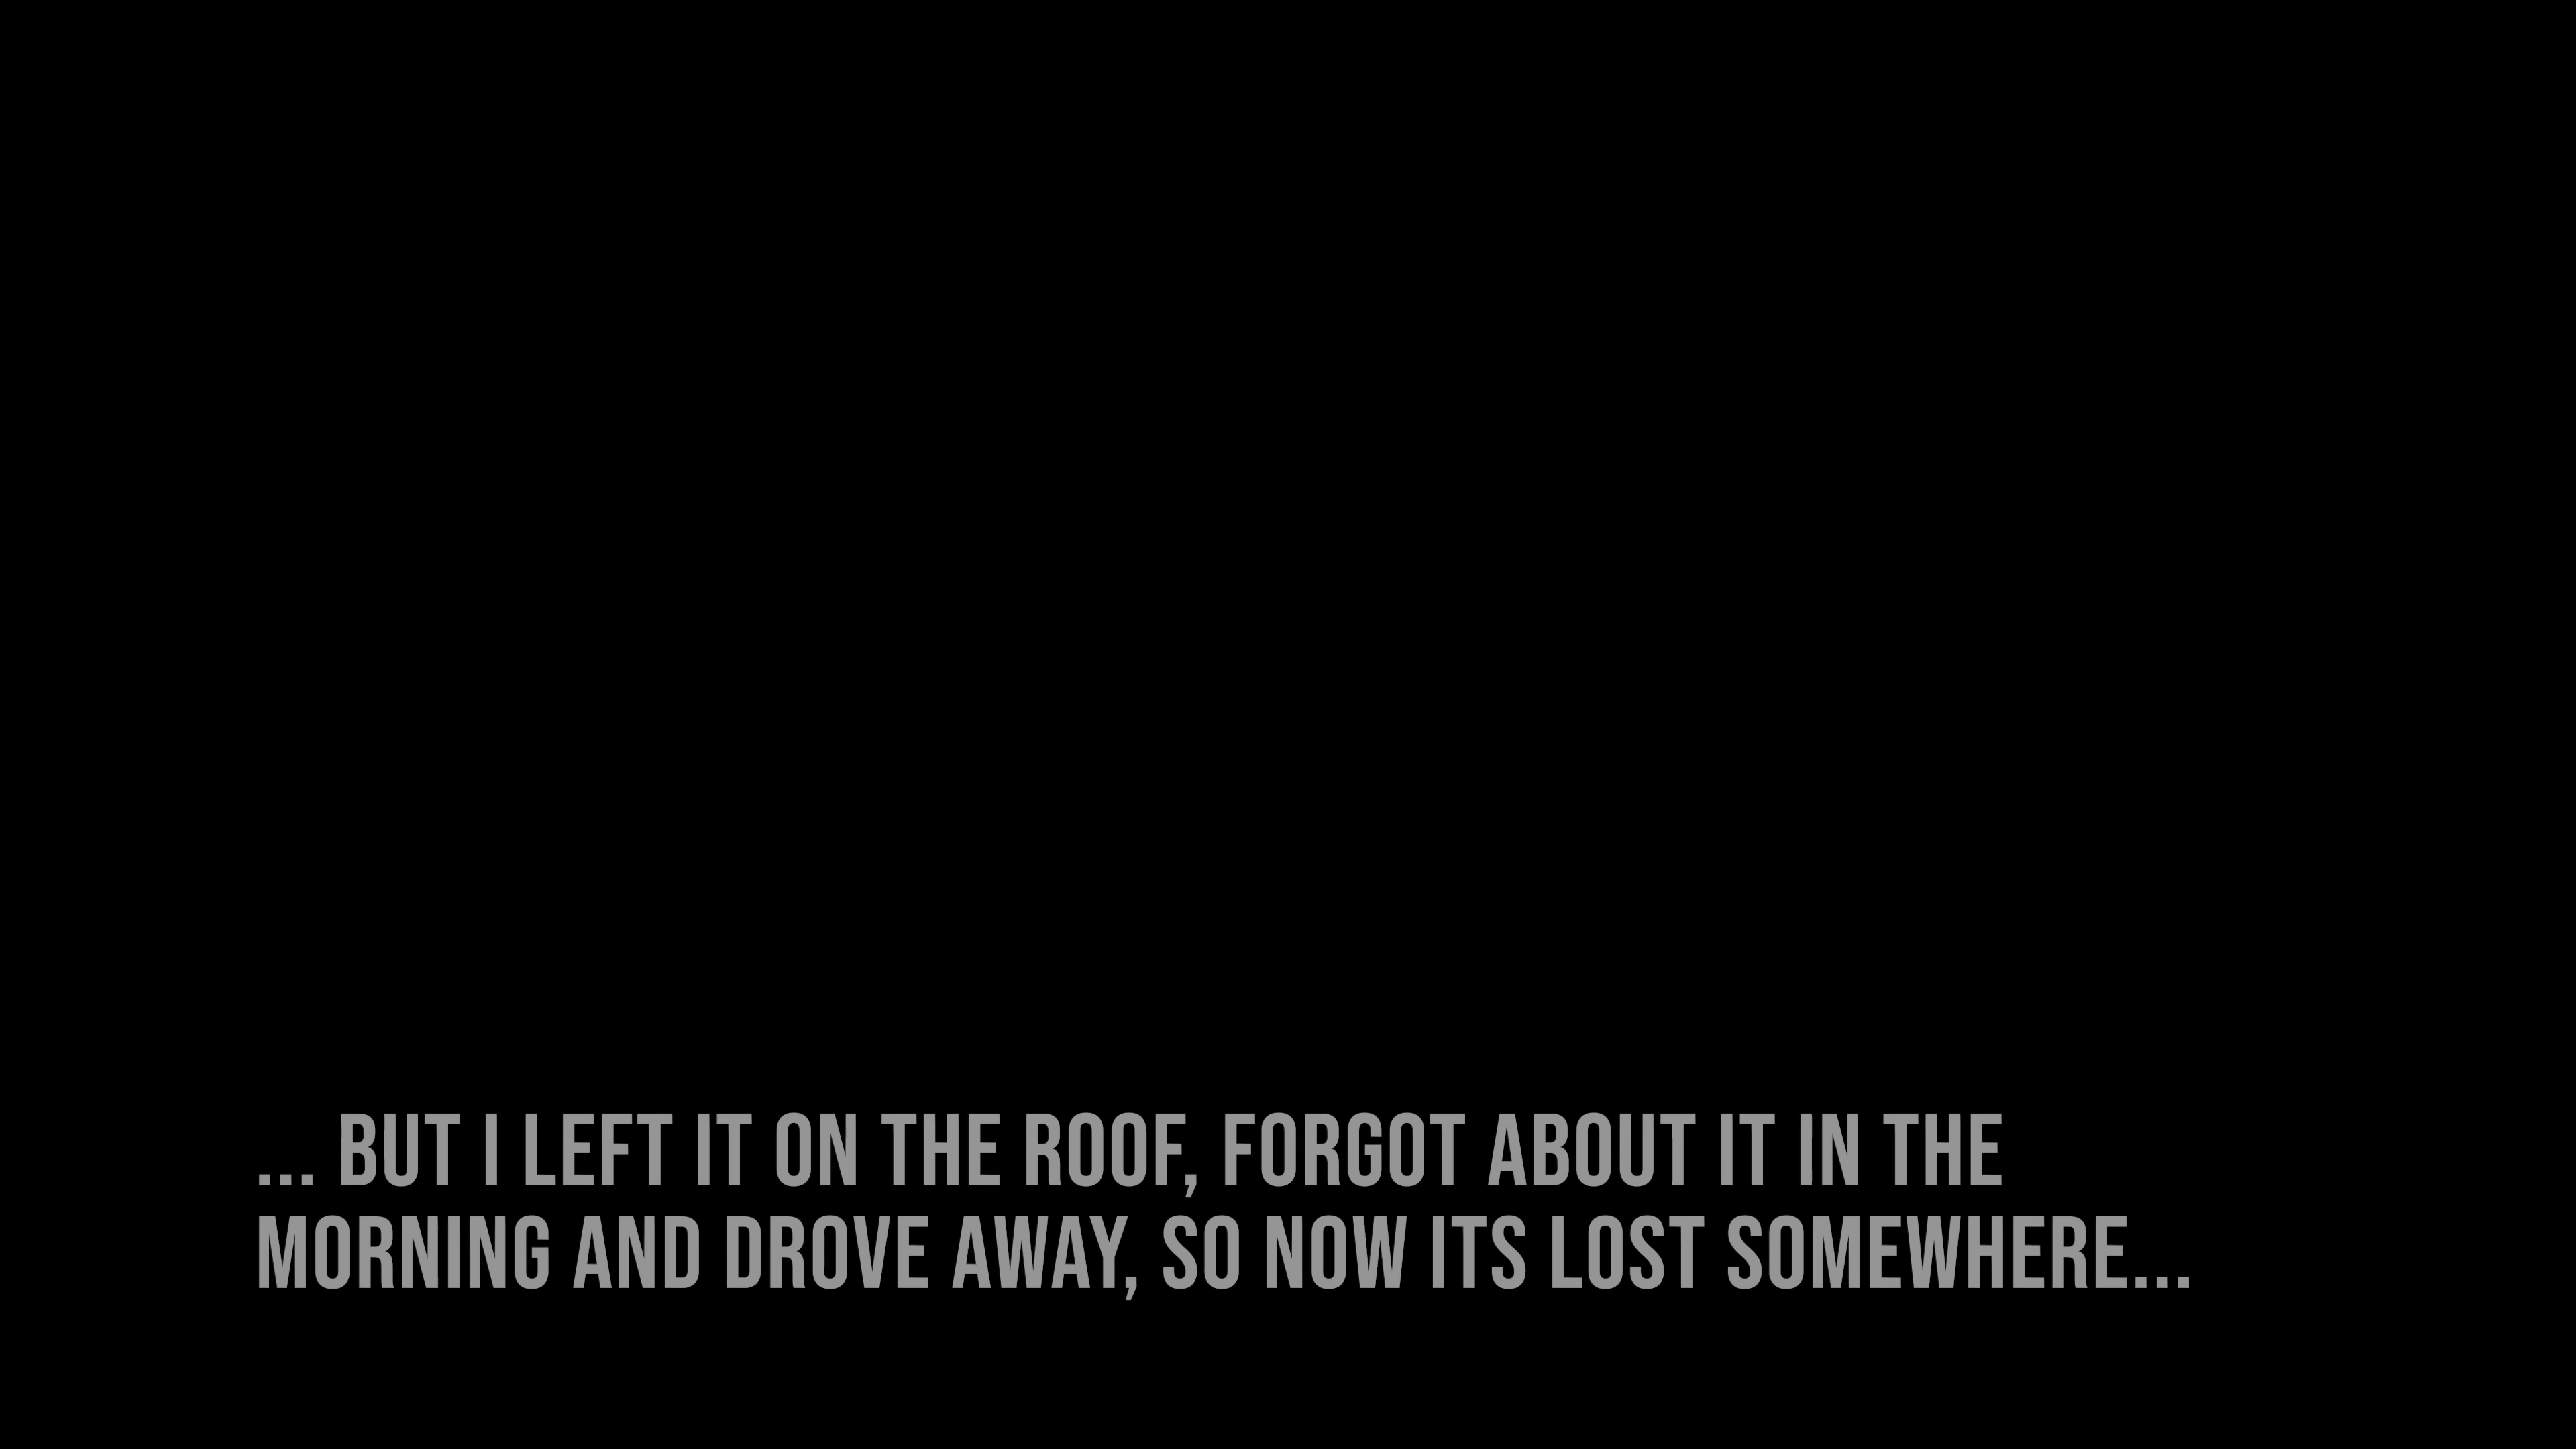 ... BUT I LEFT IT ON THE ROOF, FORGOT ABOUT IT IN THE
MORNING AND DROVE AWAY, SO NOW ITS LOST SOMEWHERE...